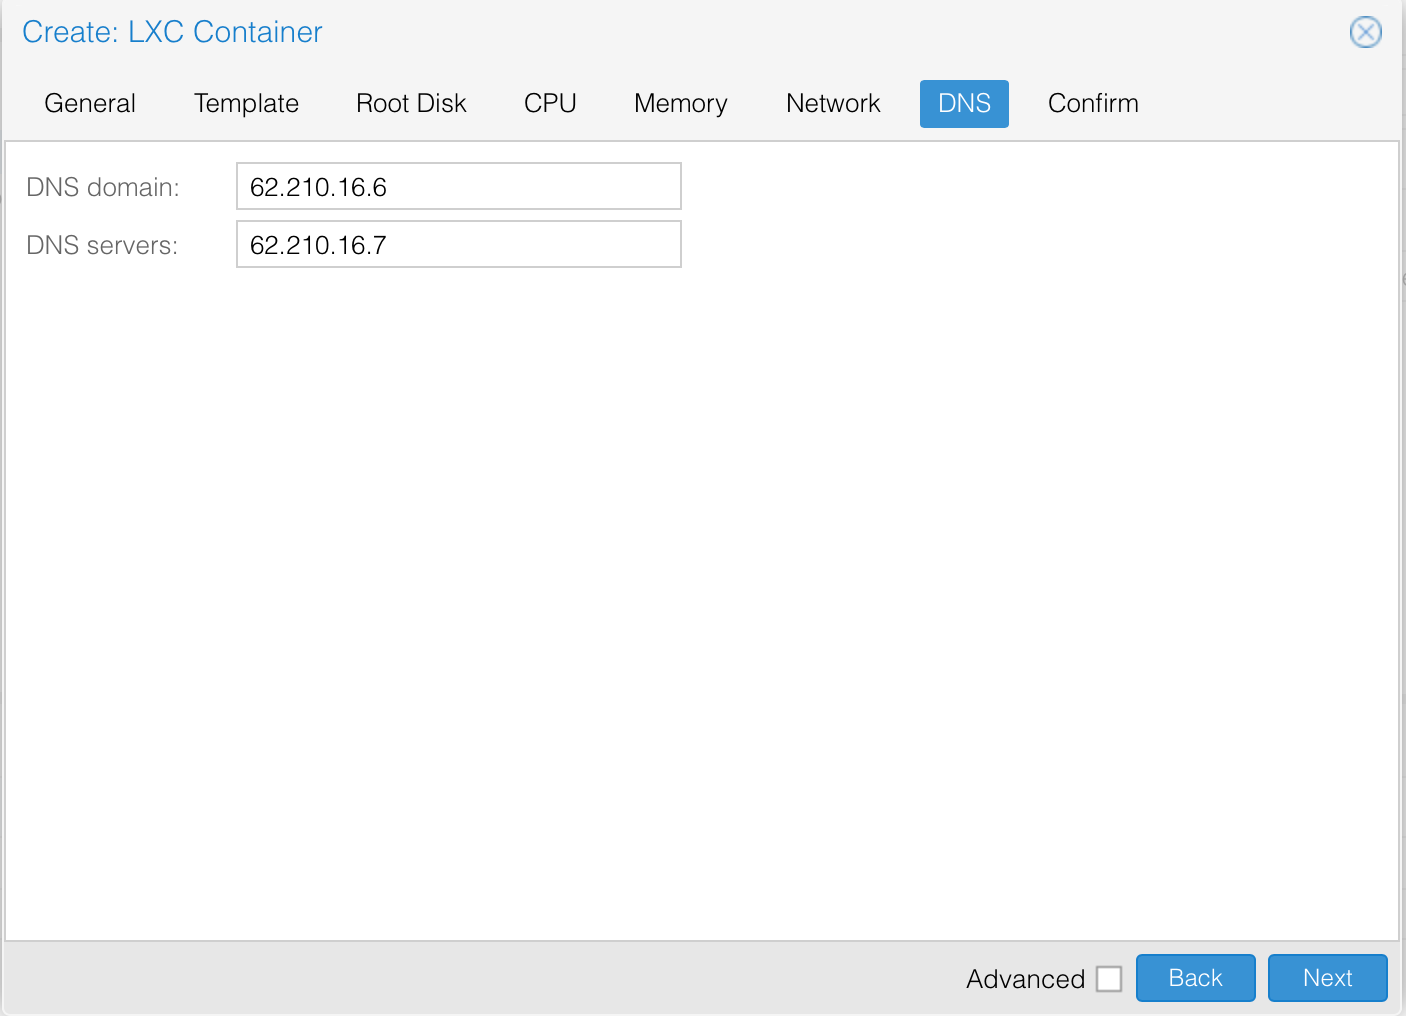 Create: LXC Container
General Template Root Disk CPU Memory Network DNS Confirm
DNS domain: 62.210.16.6
DNS servers: 62.210.16.7
Advanced Back Next